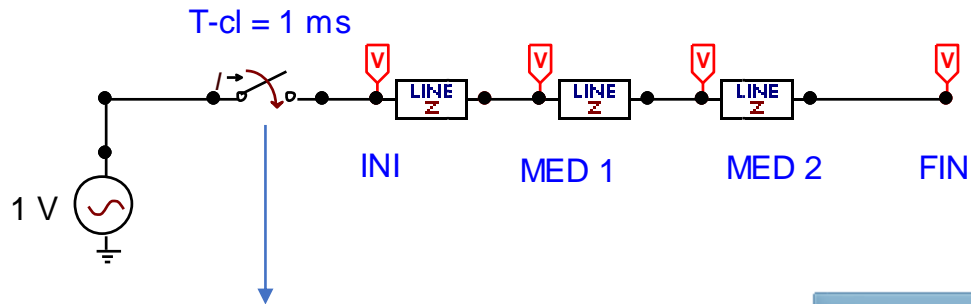 T-cl = 1 ms
I
V
V
V
V
LINE
Z
LINE
Z
LINE
Z
INI
MED 1
MED 2
FIN
1 V